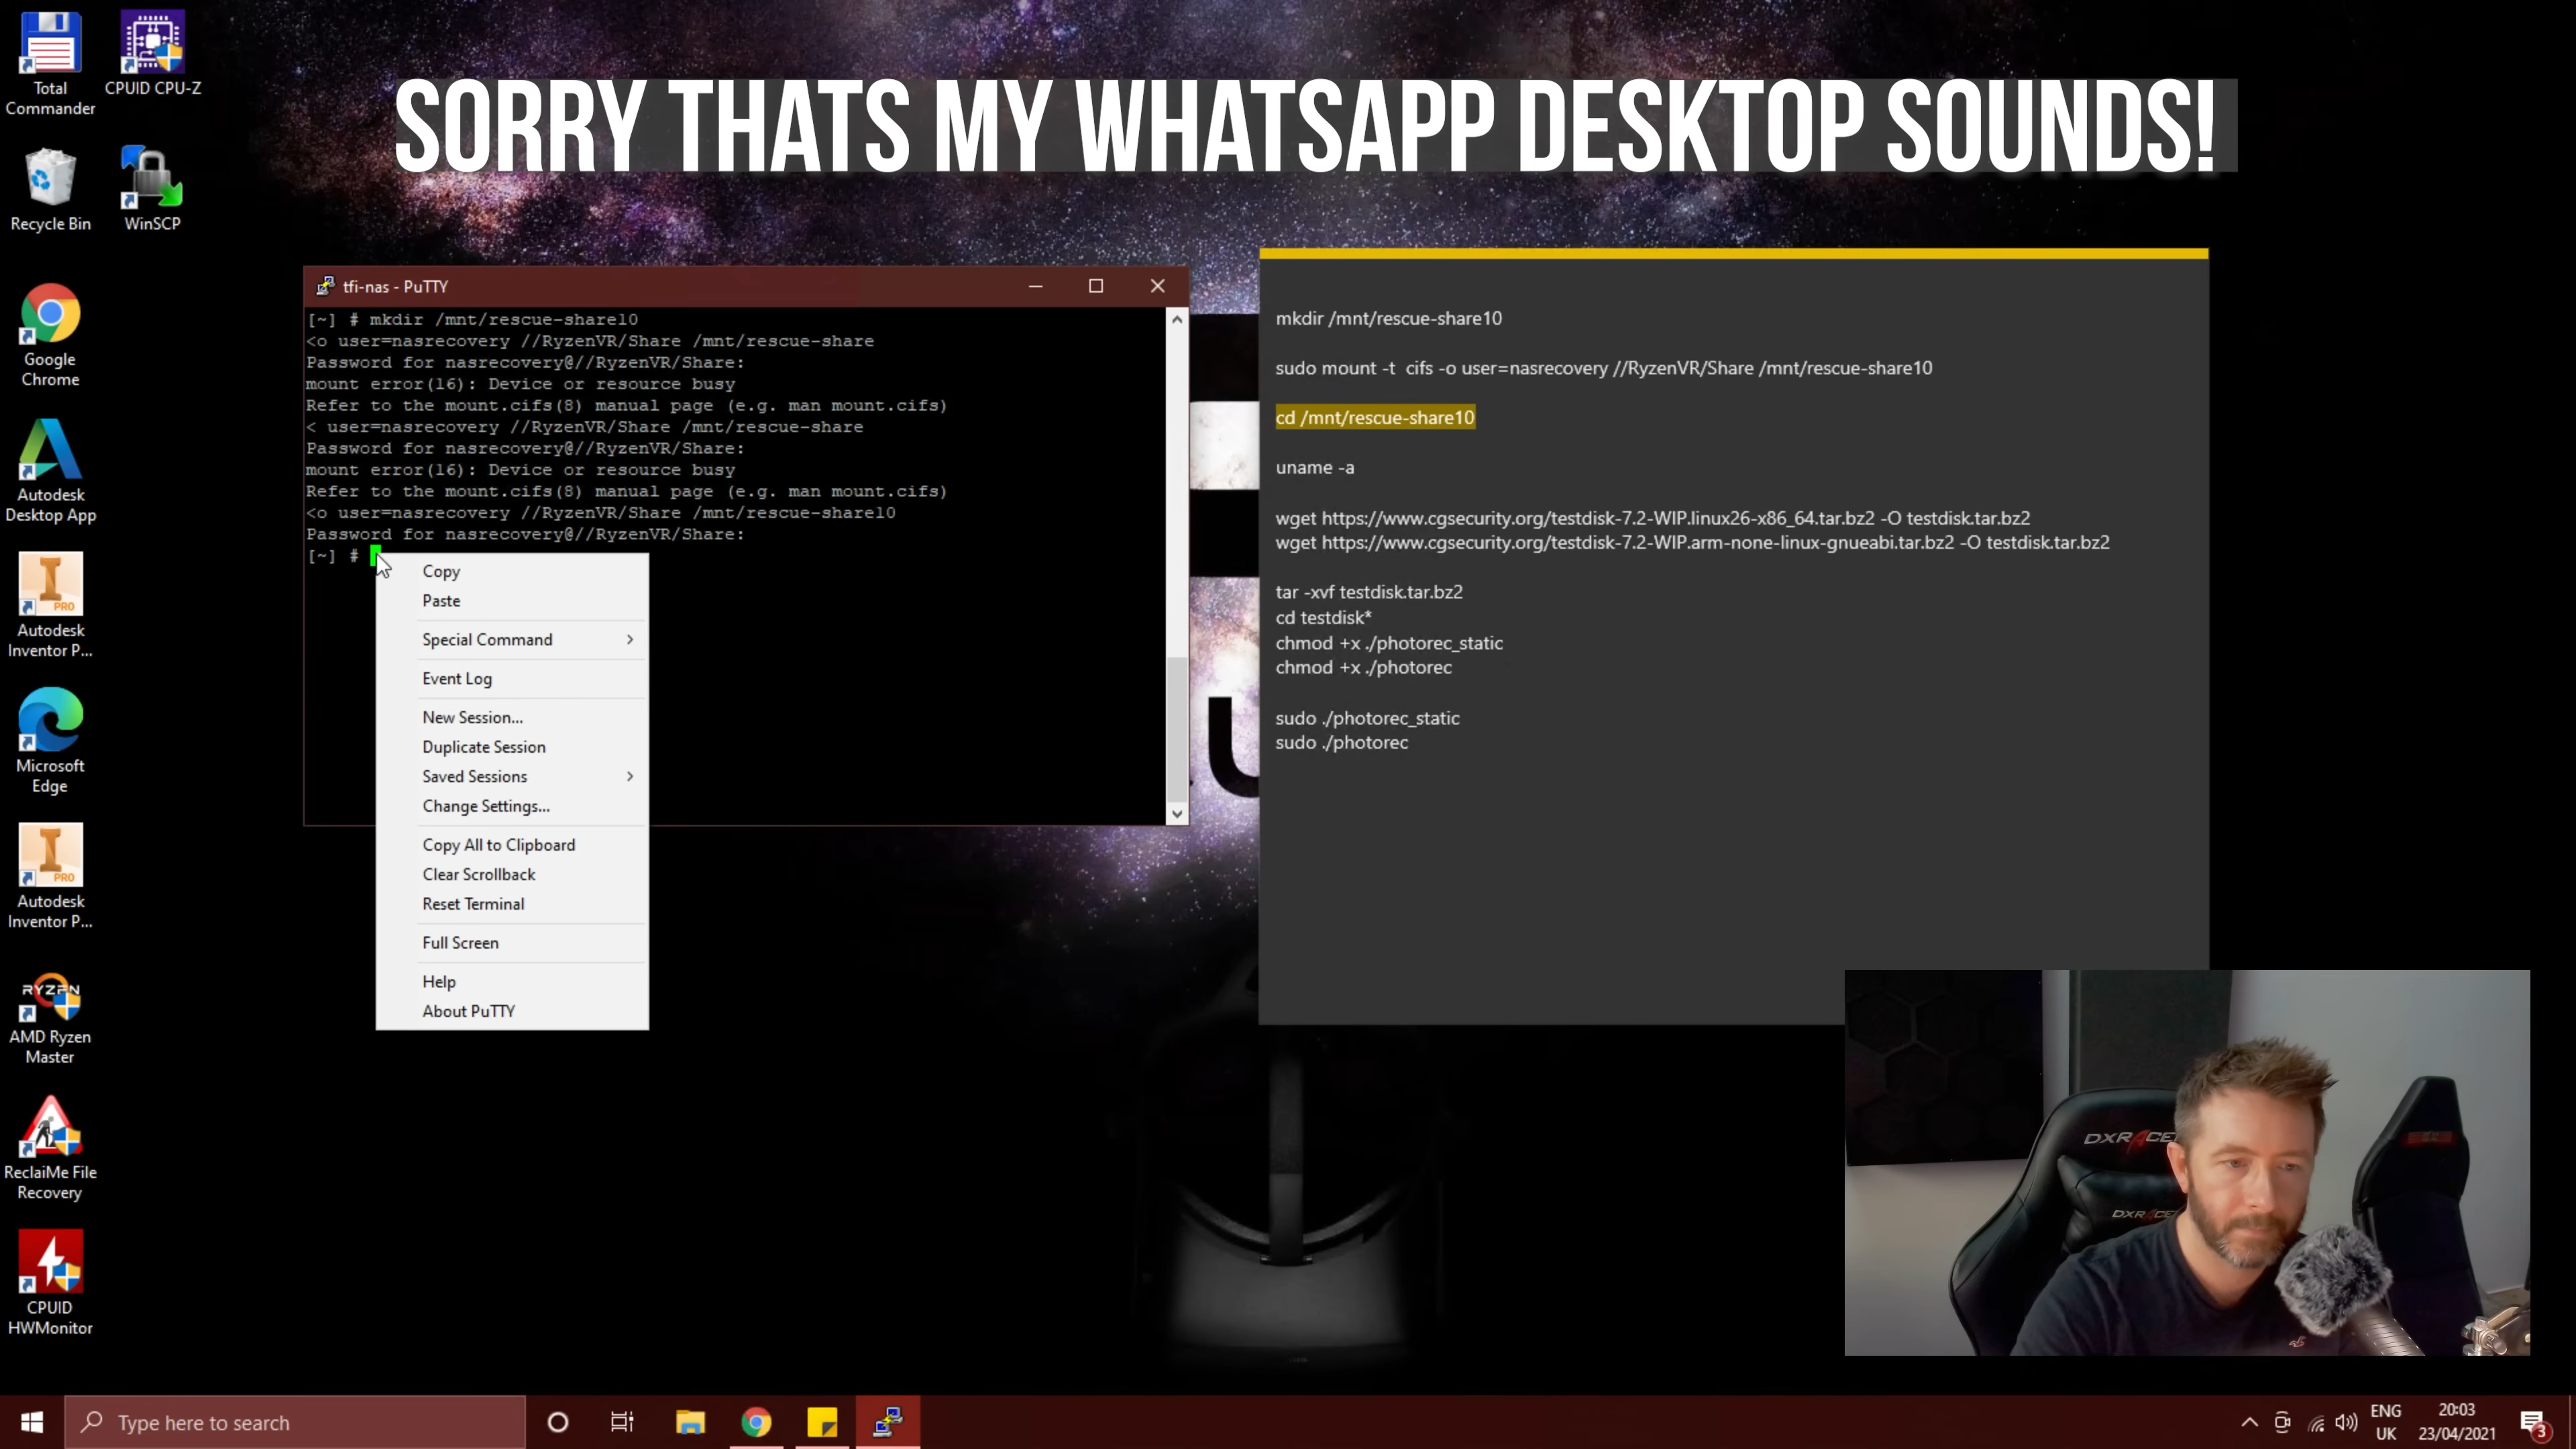 SORRY THATS MY WHATSAPP DESKTOP SOUNDS!
Total
Commander
CPUID CPU-Z
Recycle Bin
WinSCP
Google
Chrome
Autodesk
Desktop App
PRO
Autodesk
Inventor P...
Microsoft
Edge
PRO
Autodesk
Inventor P...
RYZEN
AMD Ryzen
Master
ReclaiMe File
Recovery
CPUID
HWMonitor
tfi-nas - PuTTY
[~] # mkdir /mnt/rescue-share10
<o user=nasrecovery //RyzenVR/Share /mnt/rescue-share
Password for nasrecovery@//RyzenVR/Share:
mount error(16): Device or resource busy
Refer to the mount.cifs(8) manual page (e.g. man mount.cifs)
< user=nasrecovery //RyzenVR/Share /mnt/rescue-share
Password for nasrecovery@//RyzenVR/Share:
mount error(16): Device or resource busy
Refer to the mount.cifs(8) manual page (e.g. man mount.cifs)
<o user=nasrecovery //RyzenVR/Share /mnt/rescue-share10
Password for nasrecovery@//RyzenVR/Share:
[~] #
Copy
Paste
Special Command
Event Log
New Session...
Duplicate Session
Saved Sessions
Change Settings...
Copy All to Clipboard
Clear Scrollback
Reset Terminal
Full Screen
Help
About PuTTY
mkdir /mnt/rescue-share10
sudo mount -t  cifs -o user=nasrecovery //RyzenVR/Share /mnt/rescue-share10
cd /mnt/rescue-share10
uname -a
wget https://www.cgsecurity.org/testdisk-7.2-WIP.linux26-x86_64.tar.bz2 -O testdisk.tar.bz2
wget https://www.cgsecurity.org/testdisk-7.2-WIP.arm-none-linux-gnueabi.tar.bz2 -O testdisk.tar.bz2
tar -xvf testdisk.tar.bz2
cd testdisk*
chmod +x ./photorec_static
chmod +x ./photorec
sudo ./photorec_static
sudo ./photorec
DXRACER
DXRACER
Type here to search
ENG
UK
20:03
23/04/2021
3